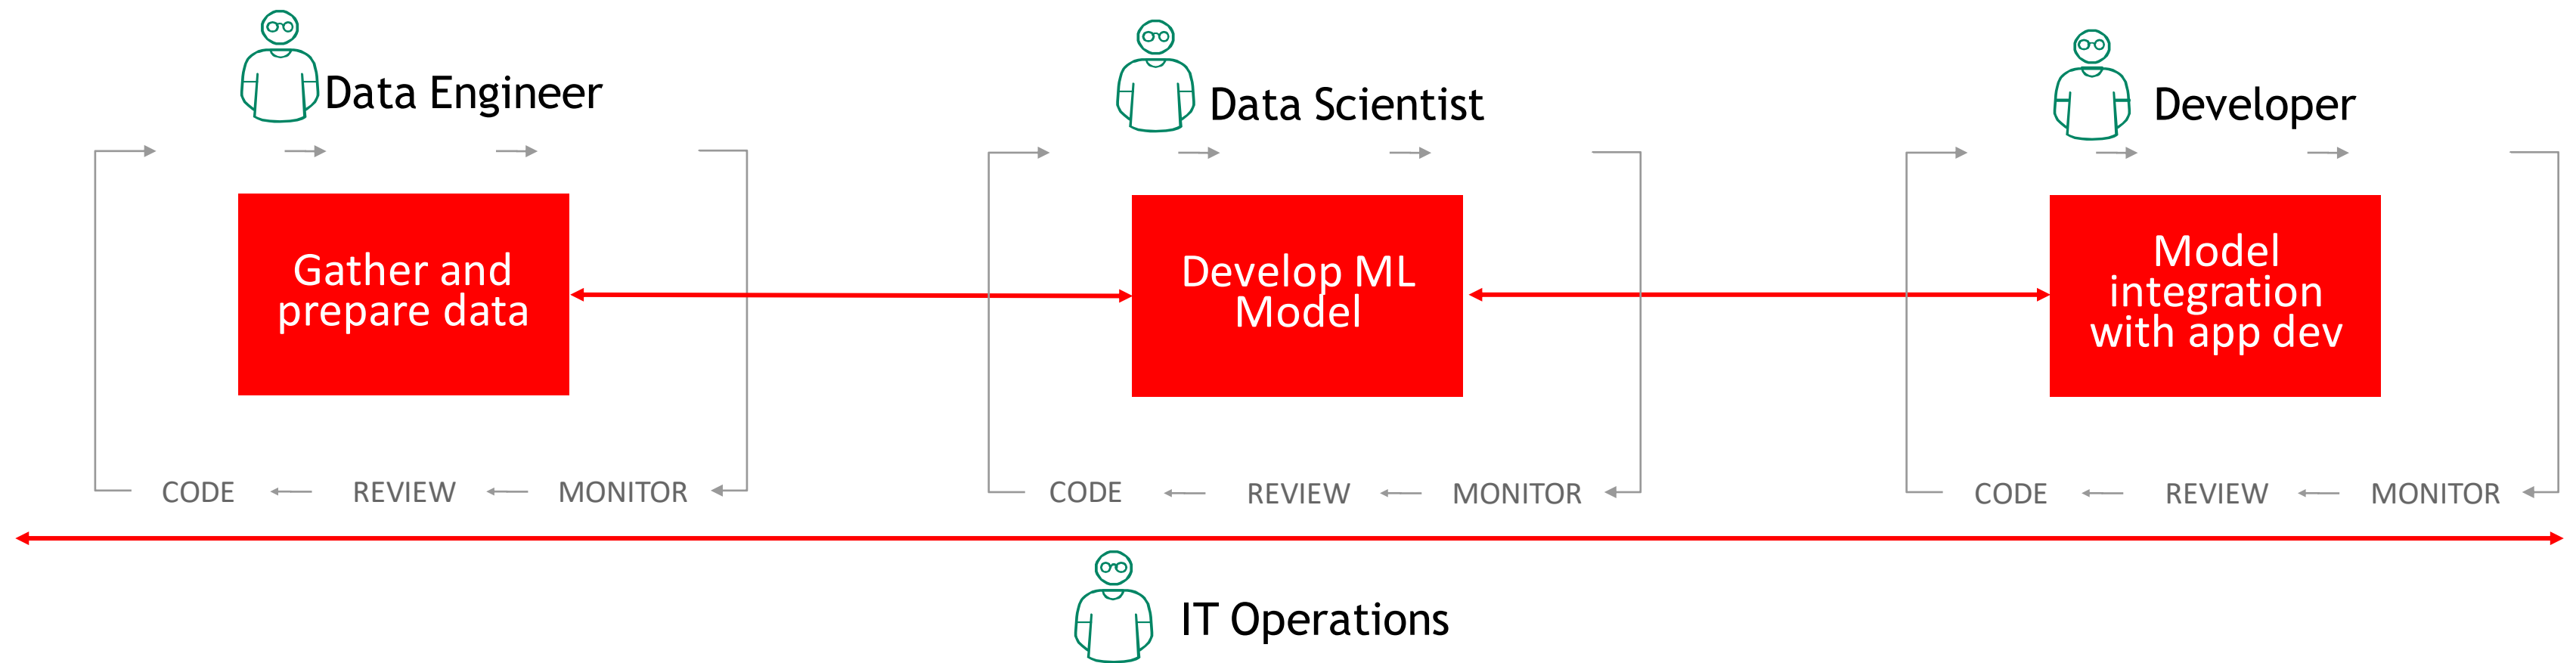 Data Engineer
Data Scientist
Developer
Gather and
prepare data
Develop ML
Model
Model
integration
with app dev
CODE REVIEW MONITOR
CODE REVIEW MONITOR
CODE REVIEW MONITOR
IT Operations